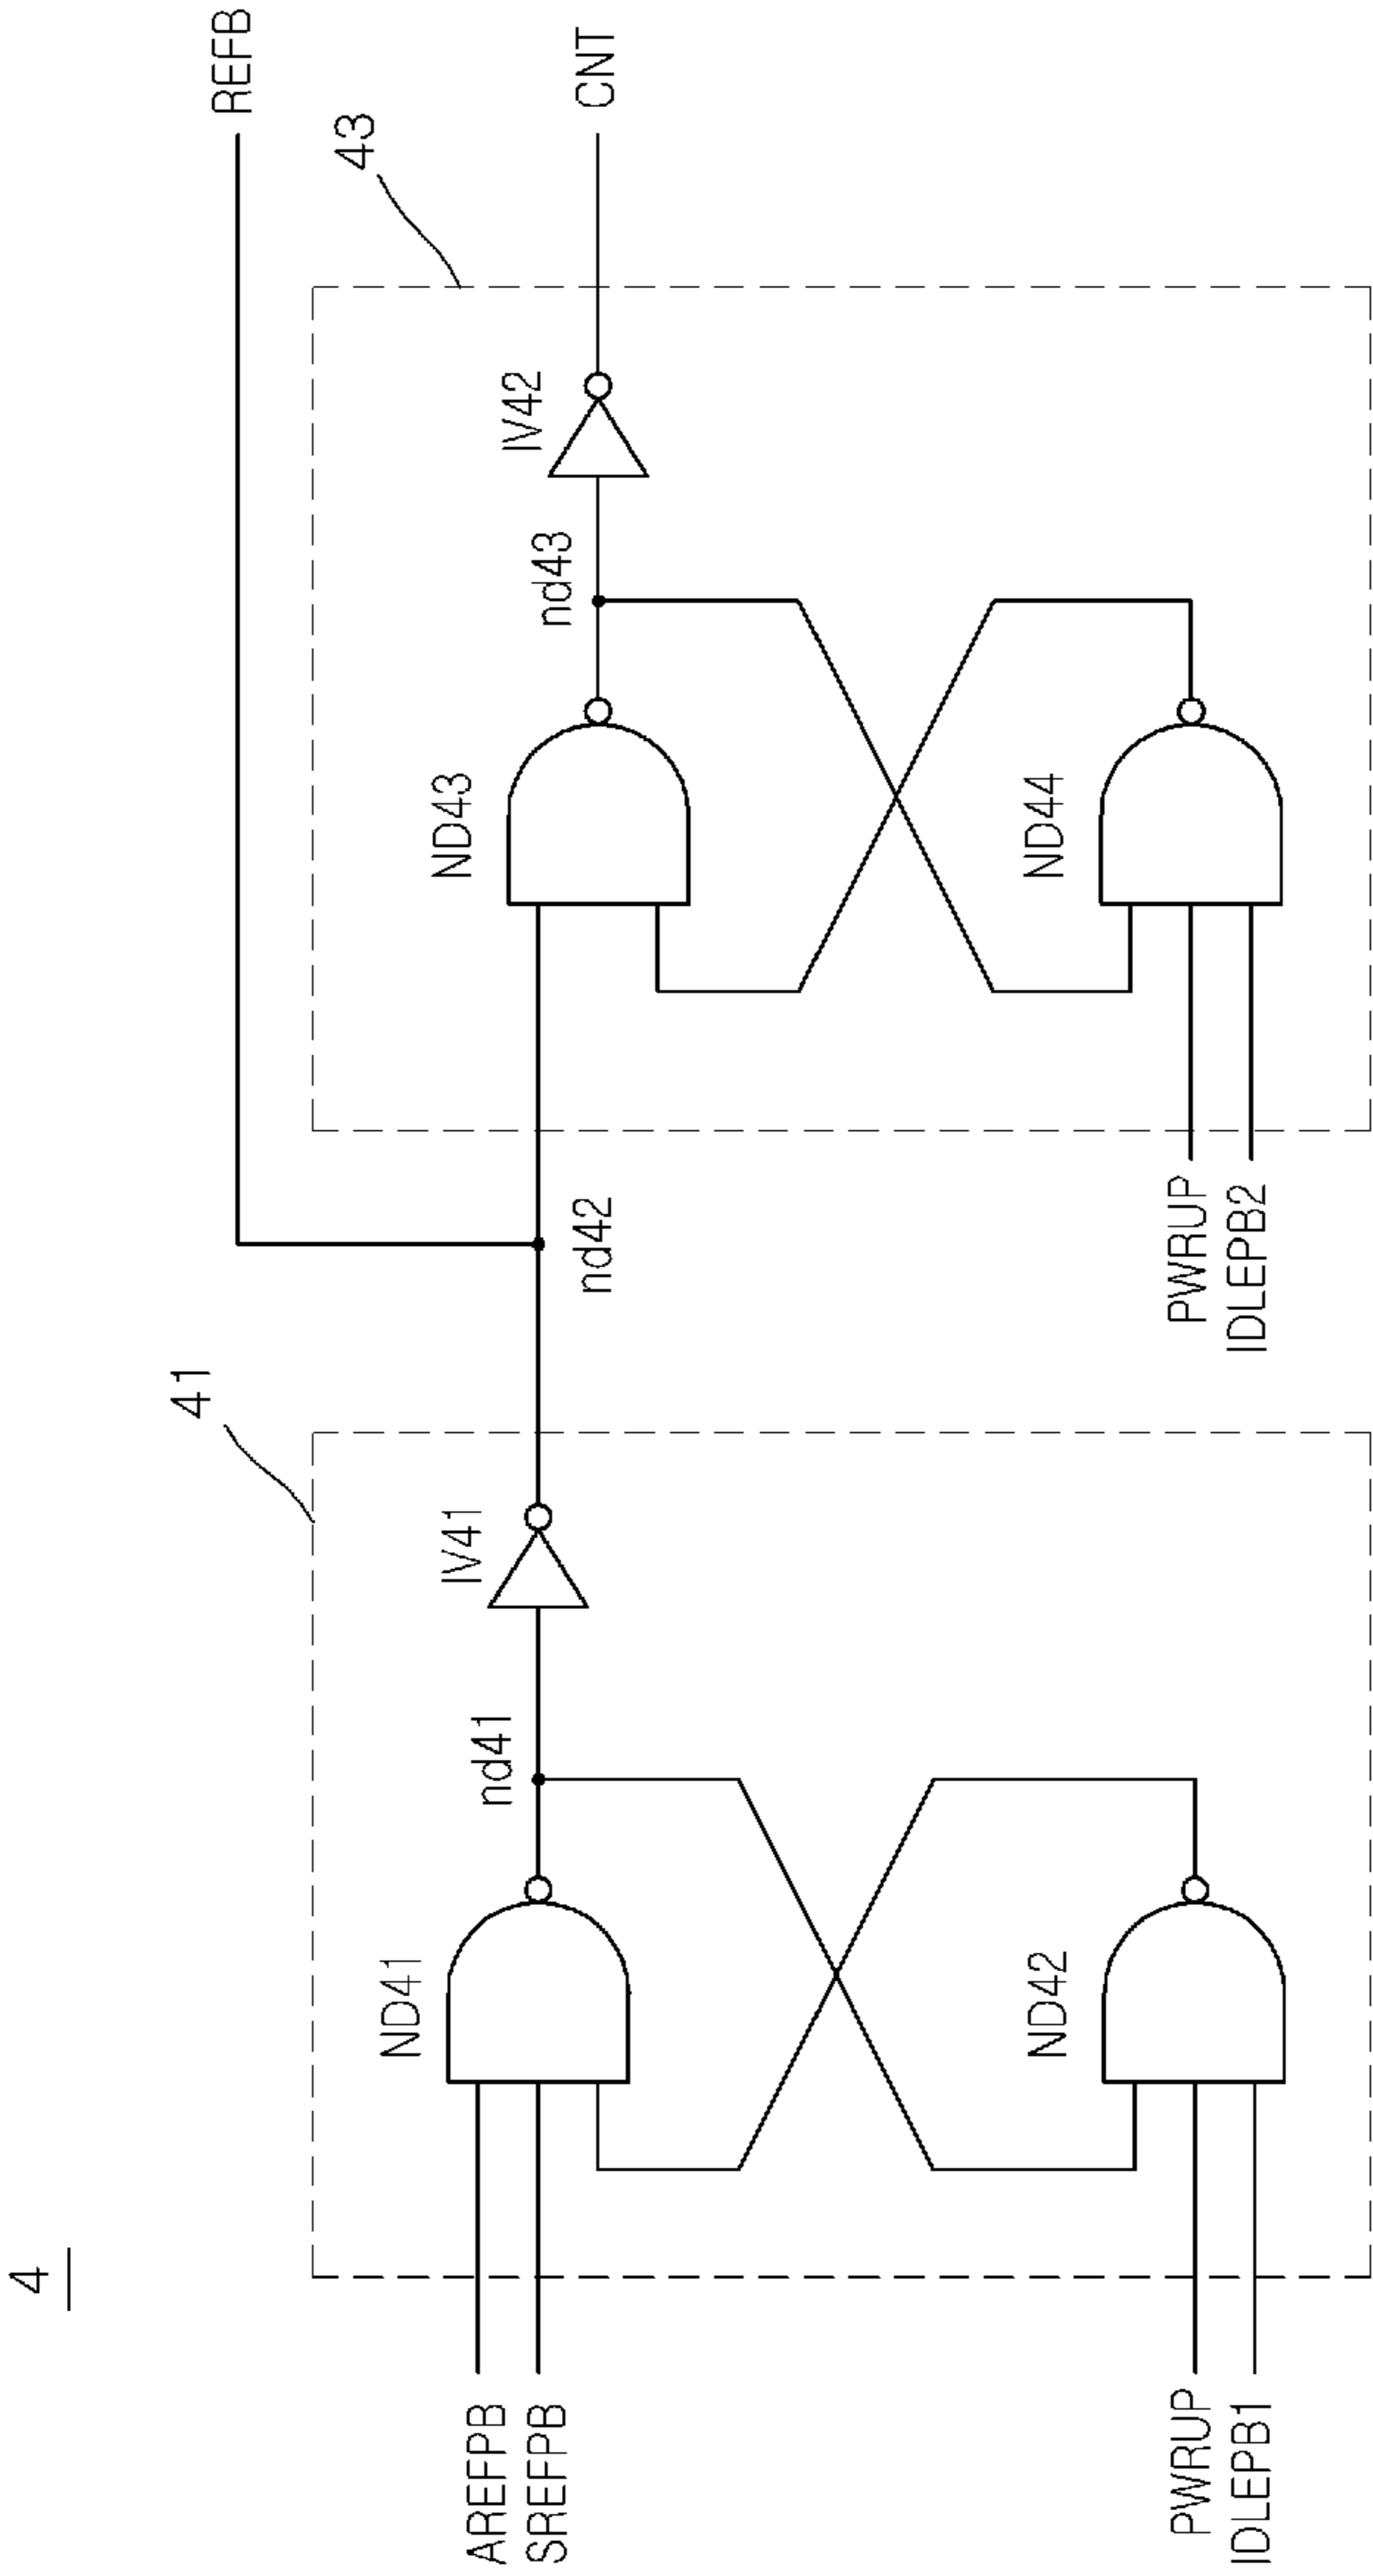 4
41
43
AREFPB
SREFPB
ND41
nd41
IV41
nd42
REFB
ND43
nd43
IV42
CNT
PWRUP
IDLEPB1
ND42
PWRUP
IDLEPB2
ND44